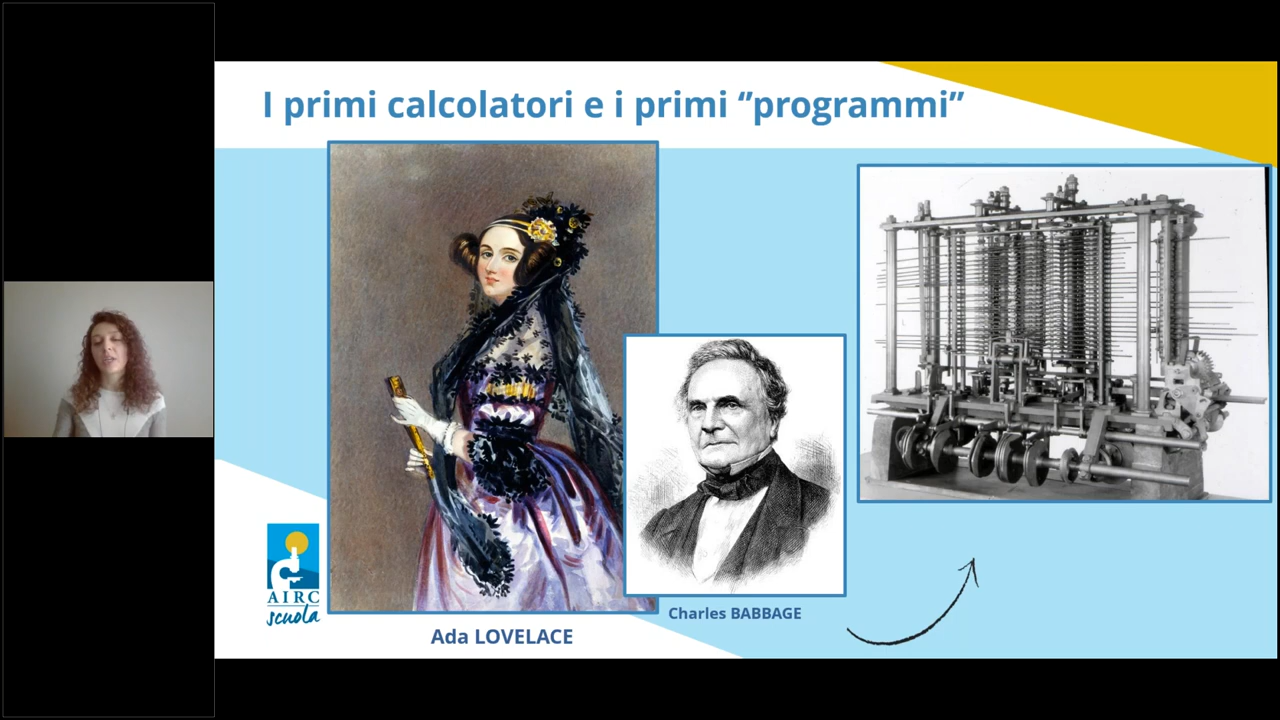 I primi calcolatori e i primi “programmi”
AIRC
scuola
Ada LOVELACE
Charles BABBAGE